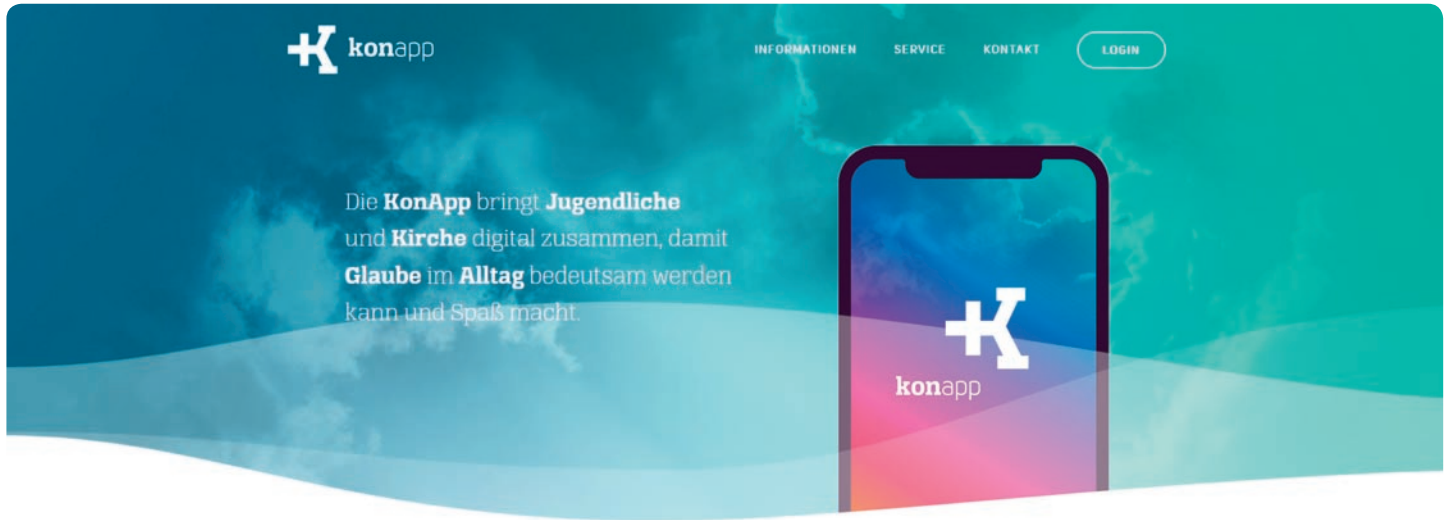 konapp
INFORMATIONEN SERVICE KONTAKT LOGIN
Die KonApp bringt Jugendliche
und Kirche digital zusammen, damit
Glaube im Alltag bedeutsam werden
kann und Spaß macht.
K
konapp